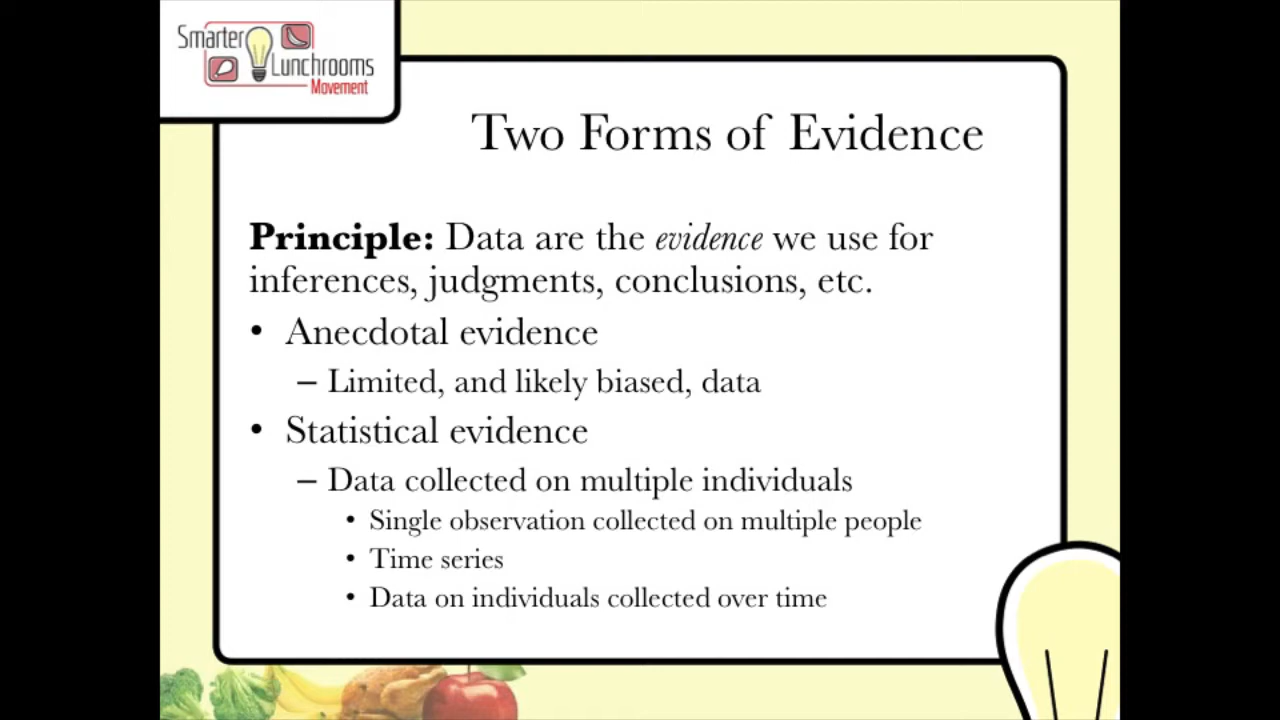 Smarter
Lunchrooms
Movement
Two Forms of Evidence
Principle: Data are the evidence we use for
inferences, judgments, conclusions, etc.
• Anecdotal evidence
– Limited, and likely biased, data
• Statistical evidence
– Data collected on multiple individuals
• Single observation collected on multiple people
• Time series
• Data on individuals collected over time